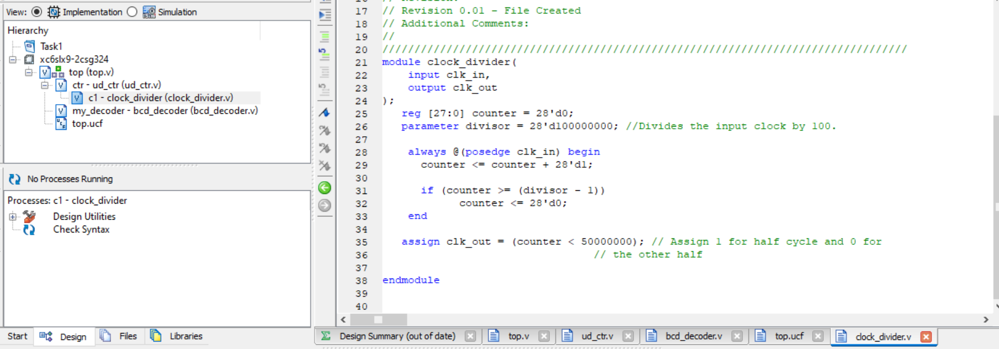 View: Implementation Simulation
Hierarchy
Task1
xc6slx9-2csg324
top (top.v)
ctr - ud_ctr (ud_ctr.v)
c1 - clock_divider (clock_divider.v)
my_decoder - bcd_decoder (bcd_decoder.v)
top.ucf
No Processes Running
Processes: c1 - clock_divider
Design Utilities
Check Syntax
Start Design Files Libraries
17 // Revision 0.01 - File Created
18 // Additional Comments:
19 //
20 //////////////////////////////////////////////////////////////////////////////////
21 module clock_divider(
22 input clk_in,
23 output clk_out
24 );
25 reg [27:0] counter = 28'd0;
26 parameter divisor = 28'd100000000; //Divides the input clock by 100.
27
28 always @(posedge clk_in) begin
29 counter <= counter + 28'd1;
30
31 if (counter >= (divisor - 1))
32 counter <= 28'd0;
33 end
34
35 assign clk_out = (counter < 50000000); // Assign 1 for half cycle and 0 for
36 // the other half
37
38 endmodule
39
40
Design Summary (out of date) top.v ud_ctr.v bcd_decoder.v top.ucf clock_divider.v